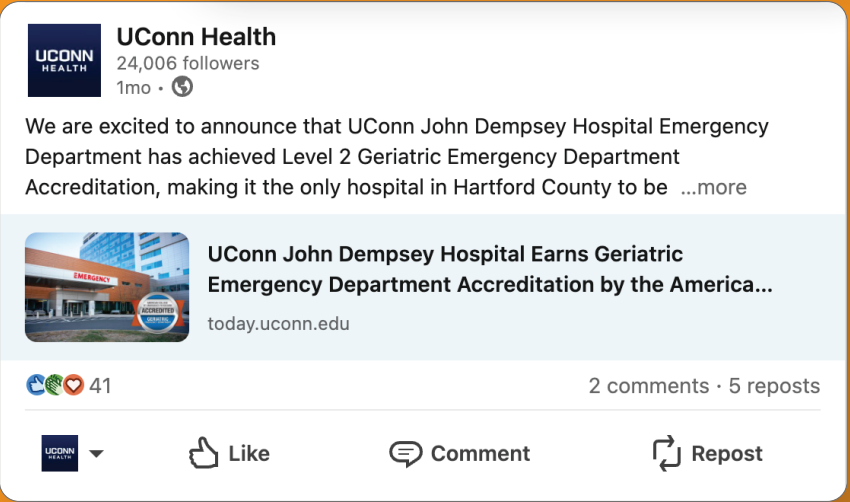 UCONN
HEALTH
UConn Health
24,006 followers
1mo •
We are excited to announce that UConn John Dempsey Hospital Emergency
Department has achieved Level 2 Geriatric Emergency Department
Accreditation, making it the only hospital in Hartford County to be ...more
EMERGENCY
ACCREDITED
GERIATRIC
UConn John Dempsey Hospital Earns Geriatric
Emergency Department Accreditation by the America...
today.uconn.edu
41
2 comments · 5 reposts
UCONN
HEALTH
Like
Comment
Repost